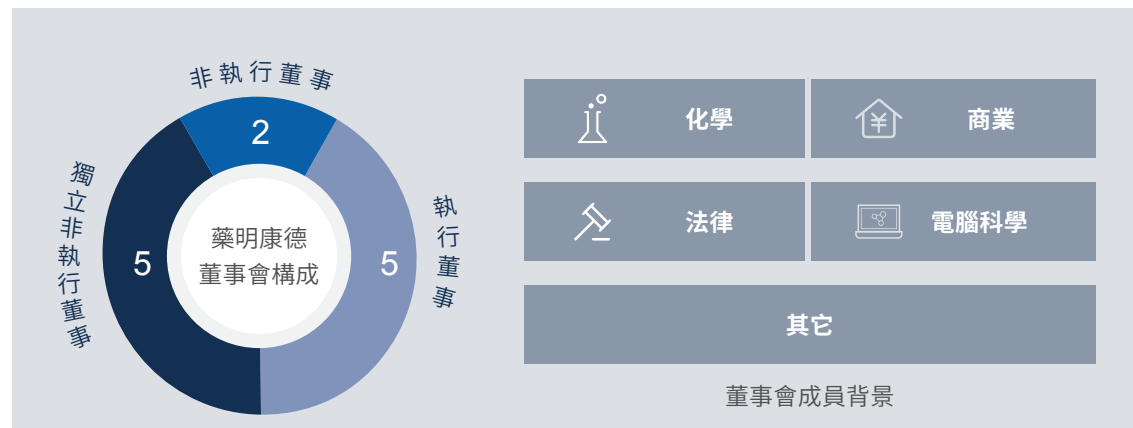 非執行董事
2
獨立非執行董事
5
藥明康德
董事會構成
5
執行董事
化學
¥
商業
法律
電腦科學
其它
董事會成員背景